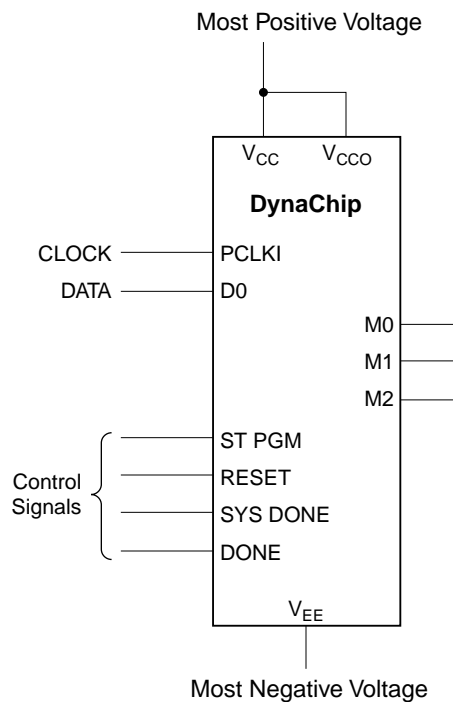 Most Positive Voltage
VCC VCCO
DynaChip
CLOCK PCLKI
DATA D0
M0
M1
M2
Control
Signals
ST PGM
RESET
SYS DONE
DONE
VEE
Most Negative Voltage